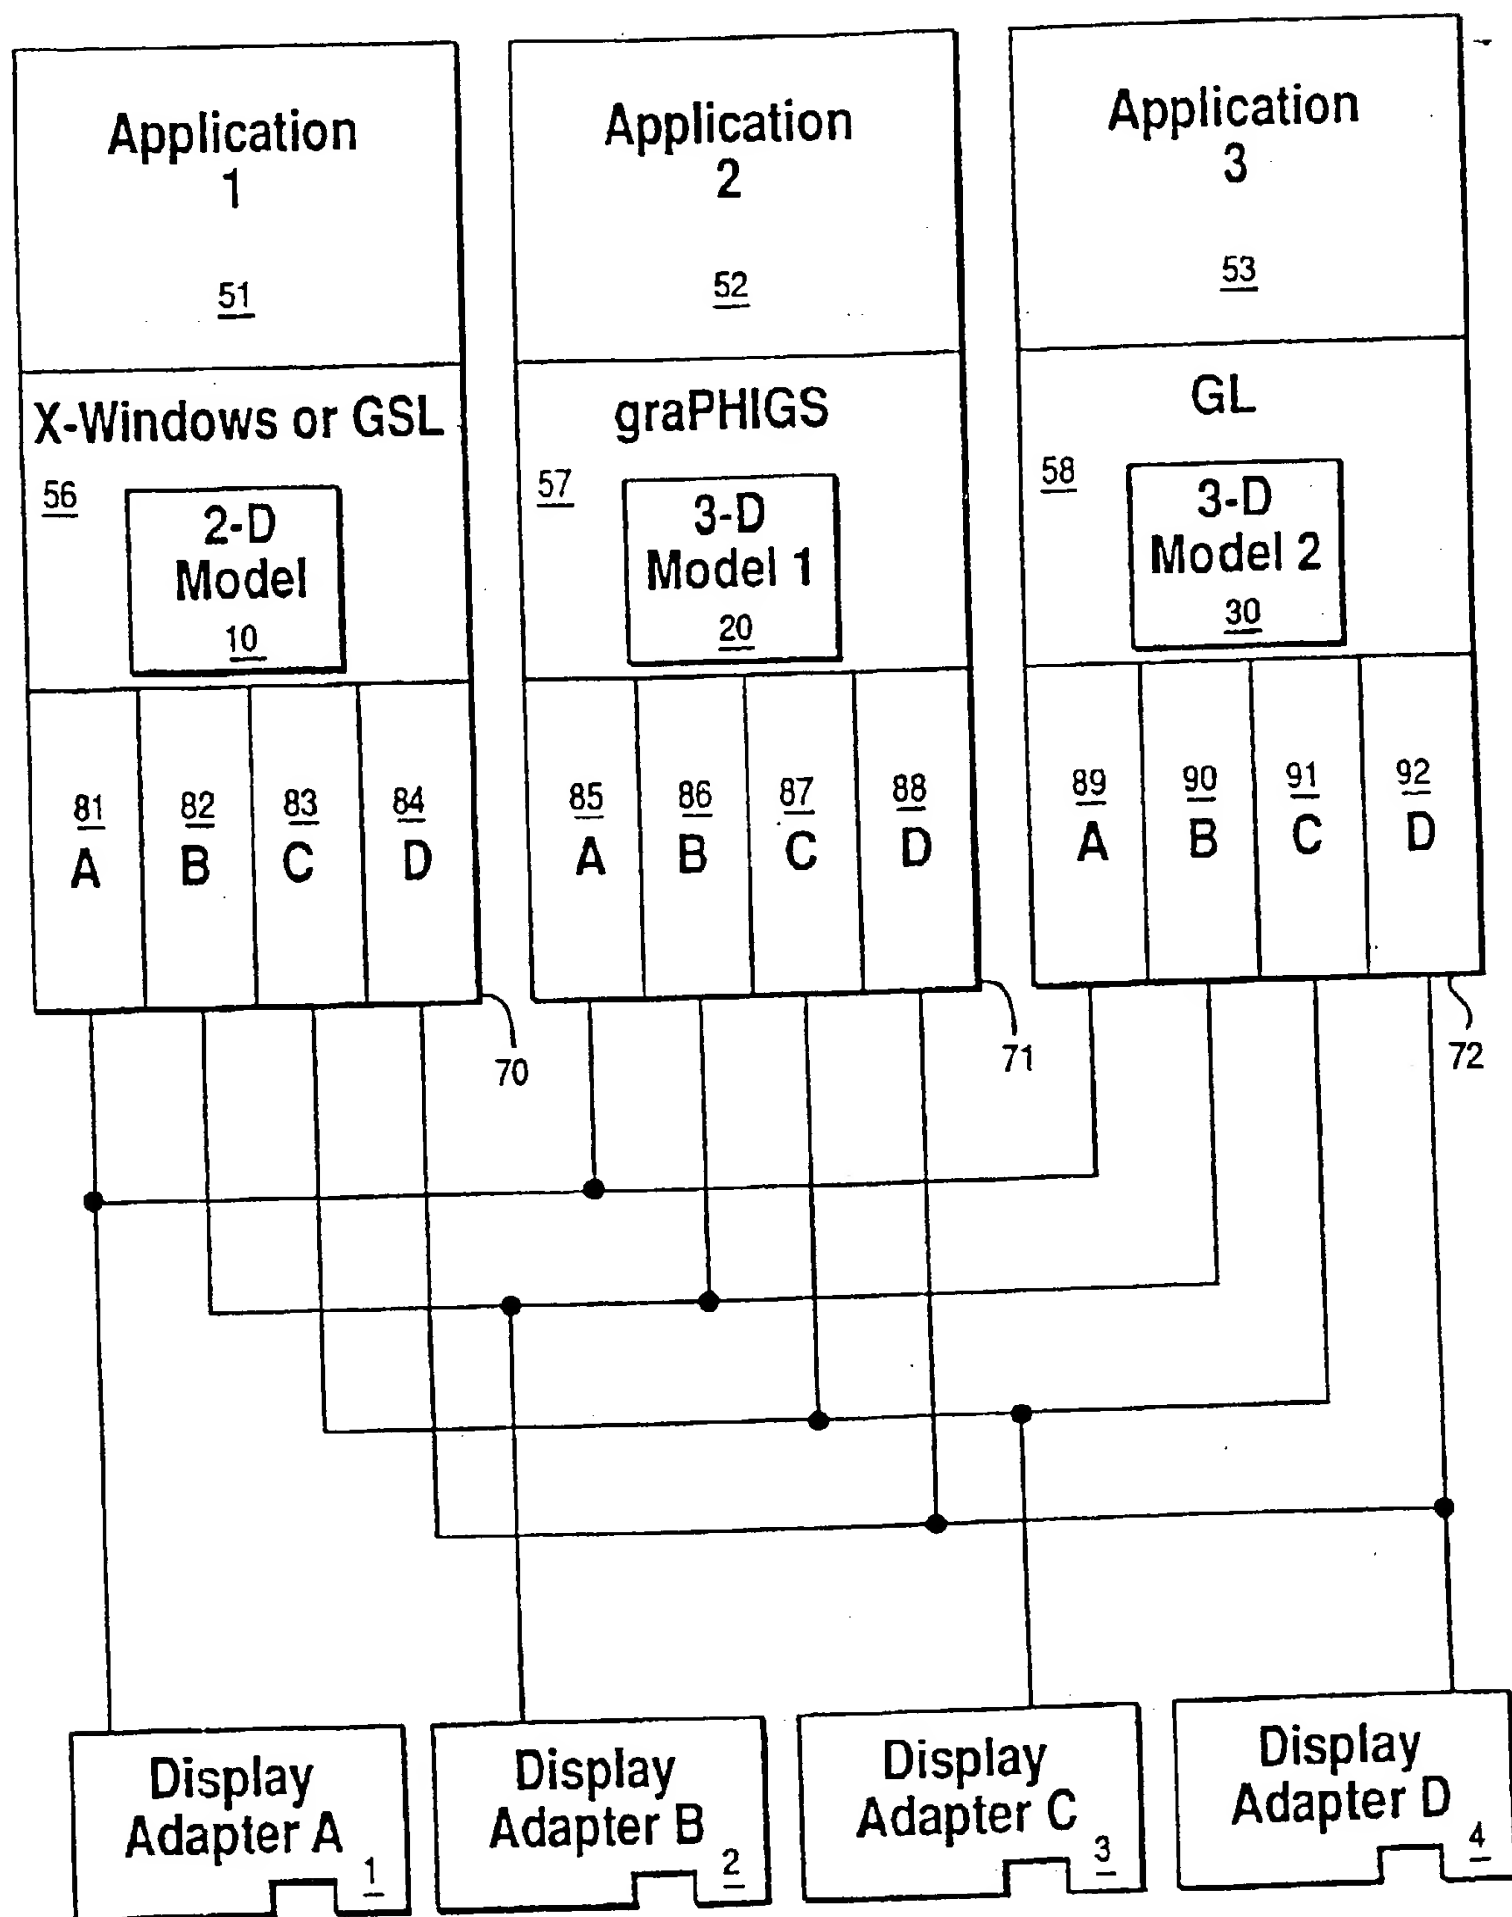 Application
1
51
X-Windows or GSL
56
2-D
Model
10
81
A
82
B
83
C
84
D
70
Application
2
52
graPHIGS
57
3-D
Model 1
20
85
A
86
B
87
C
88
D
71
Application
3
53
GL
58
3-D
Model 2
30
89
A
90
B
91
C
92
D
72
Display
Adapter A
1
Display
Adapter B
2
Display
Adapter C
3
Display
Adapter D
4